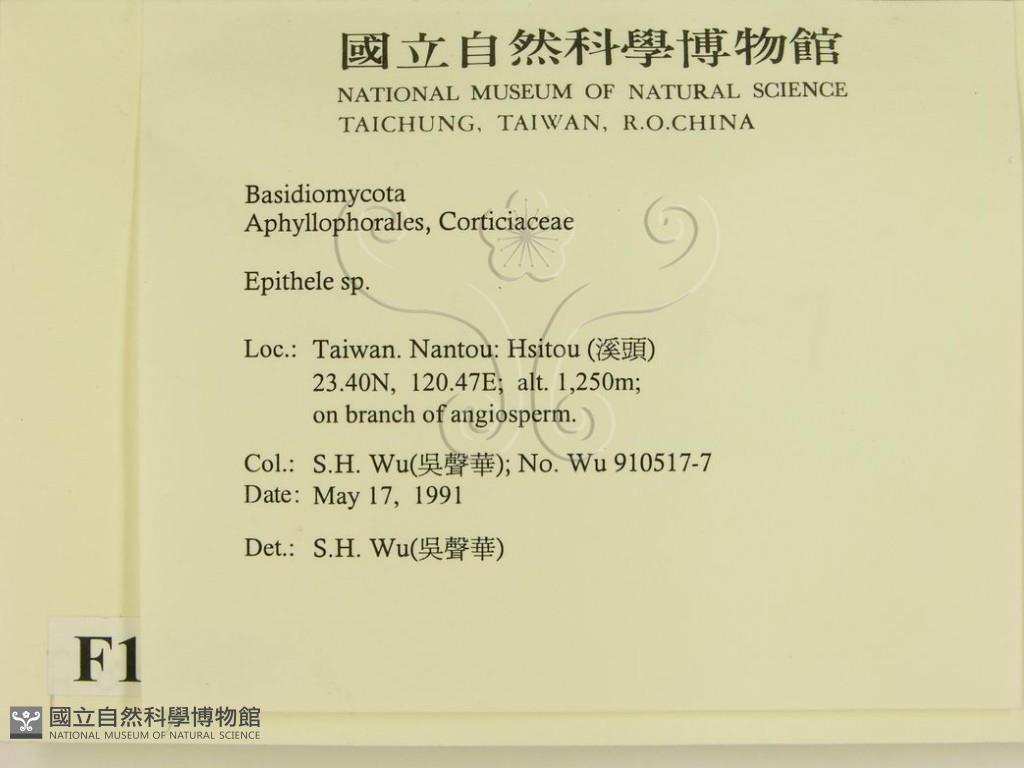 國立自然科學博物館
NATIONAL MUSEUM OF NATURAL SCIENCE
TAICHUNG, TAIWAN, R.O.CHINA
Basidiomycota
Aphyllophorales, Corticiaceae
Epithele sp.
Loc.: Taiwan. Nantou: Hsitou (溪頭)
23.40N, 120.47E; alt. 1,250m;
on branch of angiosperm.
Col.: S.H. Wu(吳聲華); No. Wu 910517-7
Date: May 17, 1991
Det.: S.H. Wu(吳聲華)
F1
國立自然科學博物館
NATIONAL MUSEUM OF NATURAL SCIENCE